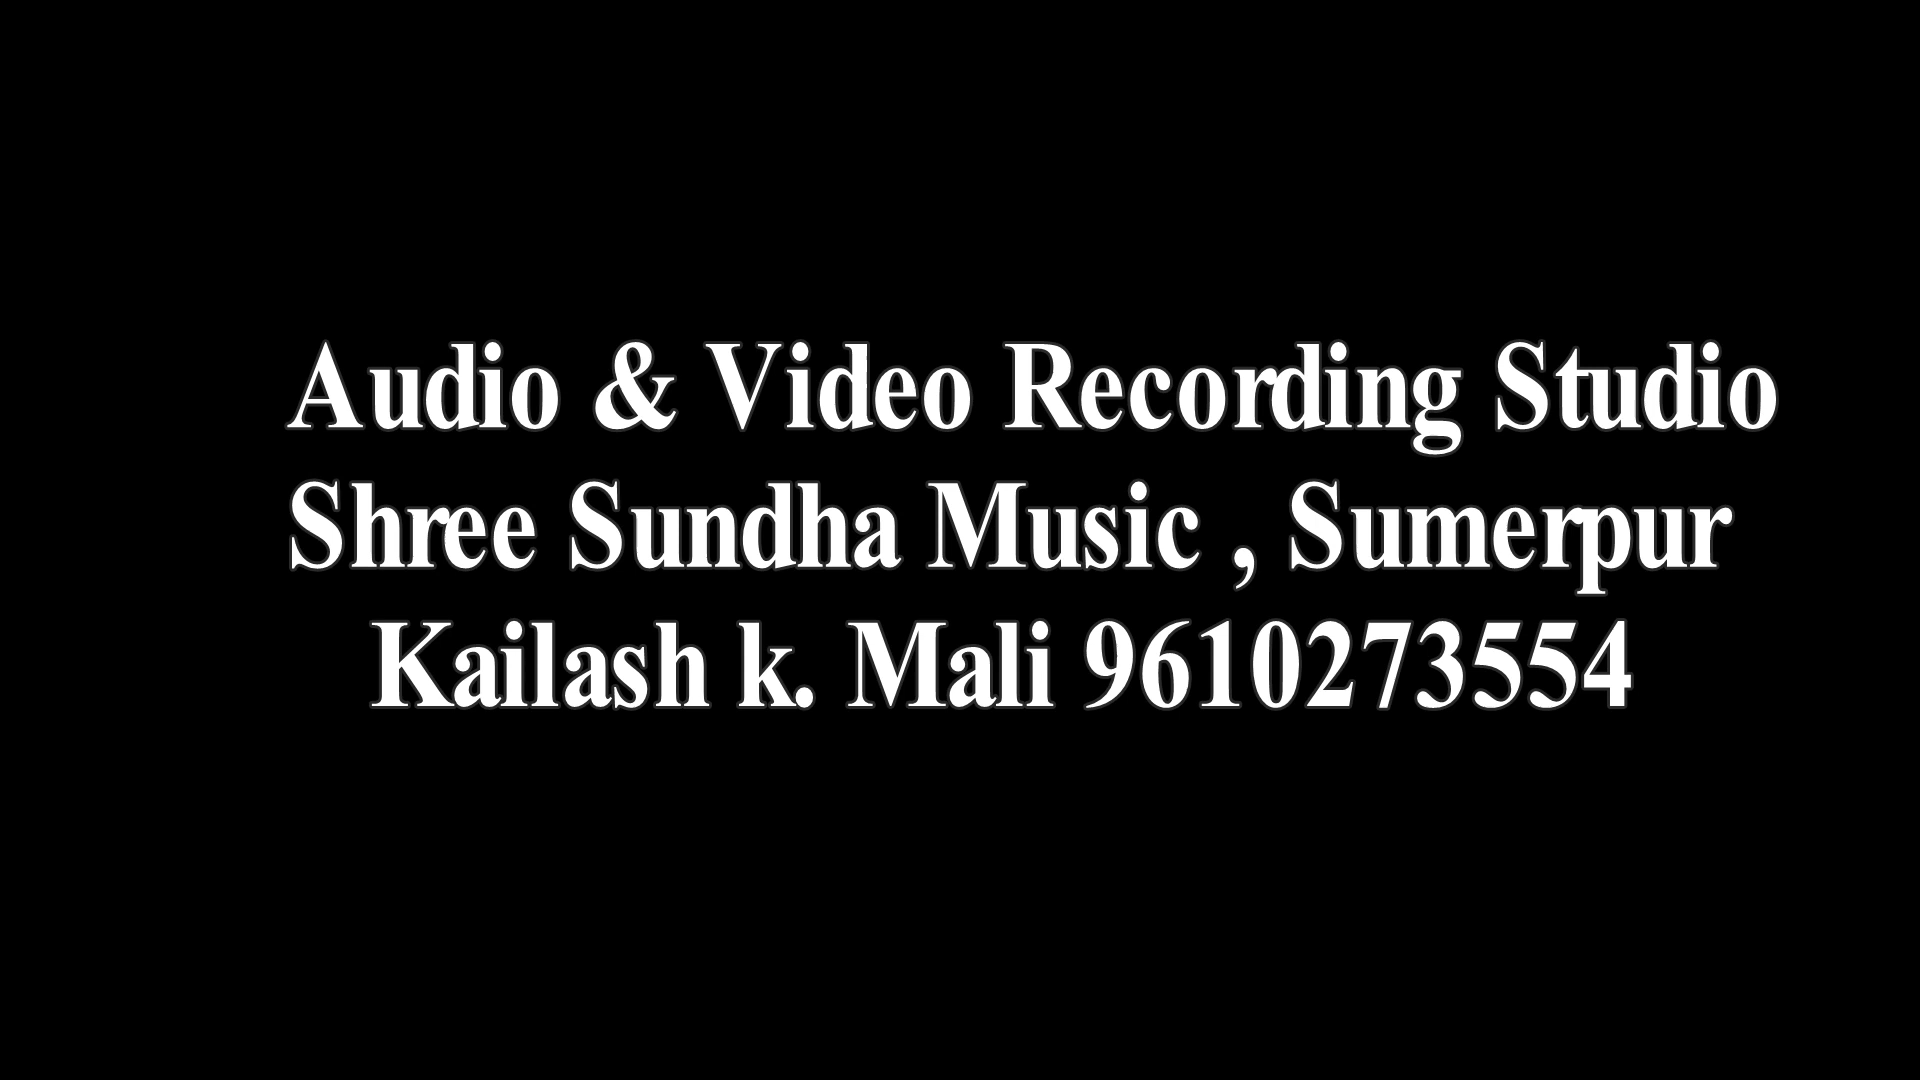 Audio & Video Recording Studio
Shree Sundha Music , Sumerpur
Kailash k. Mali 9610273554